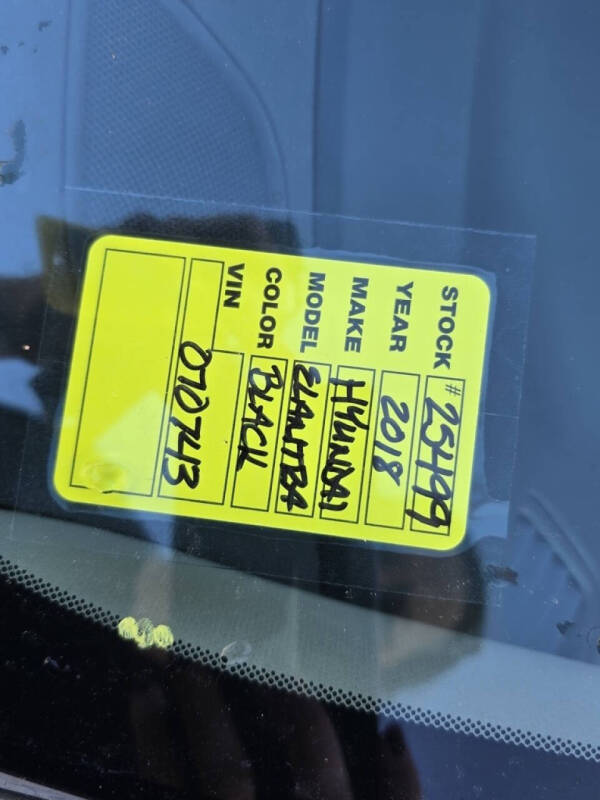 STOCK # 25499
YEAR 2018
MAKE HYUNDAI
MODEL ELANTRA
COLOR BLACK
VIN 070743